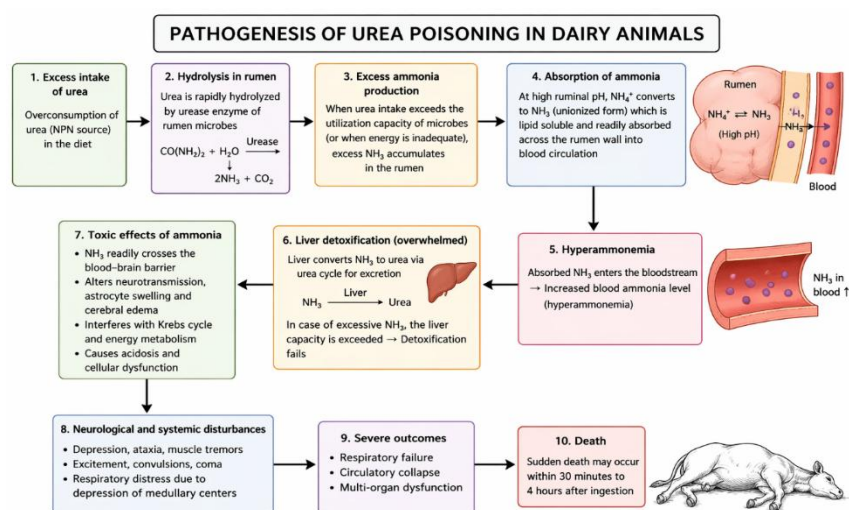 PATHOGENESIS OF UREA POISONING IN DAIRY ANIMALS
1. Excess intake
of urea
Overconsumption of
urea (NPN source)
in the diet
2. Hydrolysis in rumen
Urea is rapidly hydrolyzed
by urease enzyme of
rumen microbes
CO(NH₂)₂ + H₂O Urease →
↓
2NH₃ + CO₂
3. Excess ammonia
production
When urea intake exceeds the
utilization capacity of microbes
(or when energy is inadequate),
excess NH₃ accumulates
in the rumen
4. Absorption of ammonia
At high ruminal pH, NH₄⁺ converts
to NH₃ (unionized form) which is
lipid soluble and readily absorbed
across the rumen wall into
blood circulation
Rumen
NH₄⁺ ⇌ NH₃
(High pH)
NH₃
Blood
5. Hyperammonemia
Absorbed NH₃ enters the bloodstream
→ Increased blood ammonia level
(hyperammonemia)
NH₃ in
blood ↑
6. Liver detoxification (overwhelmed)
Liver converts NH₃ to urea via
urea cycle for excretion
Liver
NH₃ → Urea
In case of excessive NH₃, the liver
capacity is exceeded → Detoxification
fails
7. Toxic effects of ammonia
• NH₃ readily crosses the
blood–brain barrier
• Alters neurotransmission,
astrocyte swelling and
cerebral edema
• Interferes with Krebs cycle
and energy metabolism
• Causes acidosis and
cellular dysfunction
8. Neurological and systemic disturbances
• Depression, ataxia, muscle tremors
• Excitement, convulsions, coma
• Respiratory distress due to
depression of medullary centers
9. Severe outcomes
• Respiratory failure
• Circulatory collapse
• Multi-organ dysfunction
10. Death
Sudden death may occur
within 30 minutes to
4 hours after ingestion